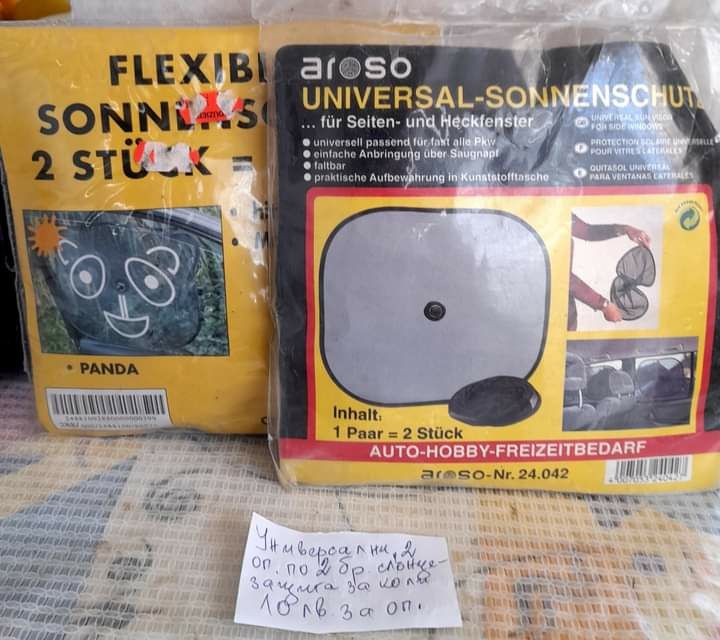 FLEXIB
SONNENSC
2 STÜCK =
• PANDA
aroso
UNIVERSAL-SONNENSCHUTZ
... für Seiten- und Heckfenster
● universell passend für fast alle Pkw
● einfache Anbringung über Saugnapf
● faltbar
● praktische Aufbewahrung in Kunststofftasche
UNIVERSAL SUN VISOR
FOR SIDE WINDOWS
F PROTECTION SOLAIRE UNIVERSELLE
POUR VITRES LATERALES
E QUITASOL UNIVERSAL
PARA VENTANAS LATERALES
Inhalt:
1 Paar = 2 Stück
AUTO-HOBBY-FREIZEITBEDARF
aroso-Nr. 24.042
Универсални, 2
оп. по 2 бр. слънце-
защита за кола
10 лв. за оп.